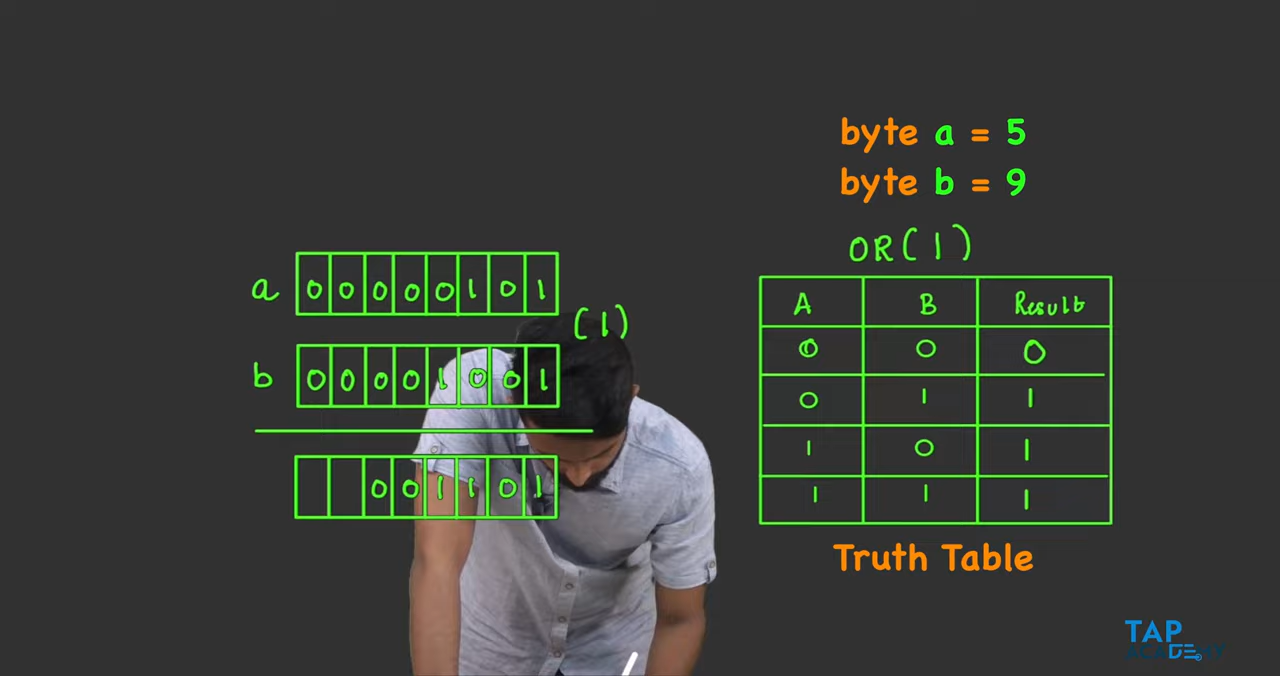 byte a = 5
byte b = 9
OR(|)
a 0 0 0 0 0 1 0 1
(|)
b 0 0 0 0 1 0 0 1
0 0 1 1 0 1
A B Result
0 0 0
0 1 1
1 0 1
1 1 1
Truth Table
TAP
ACADEMY